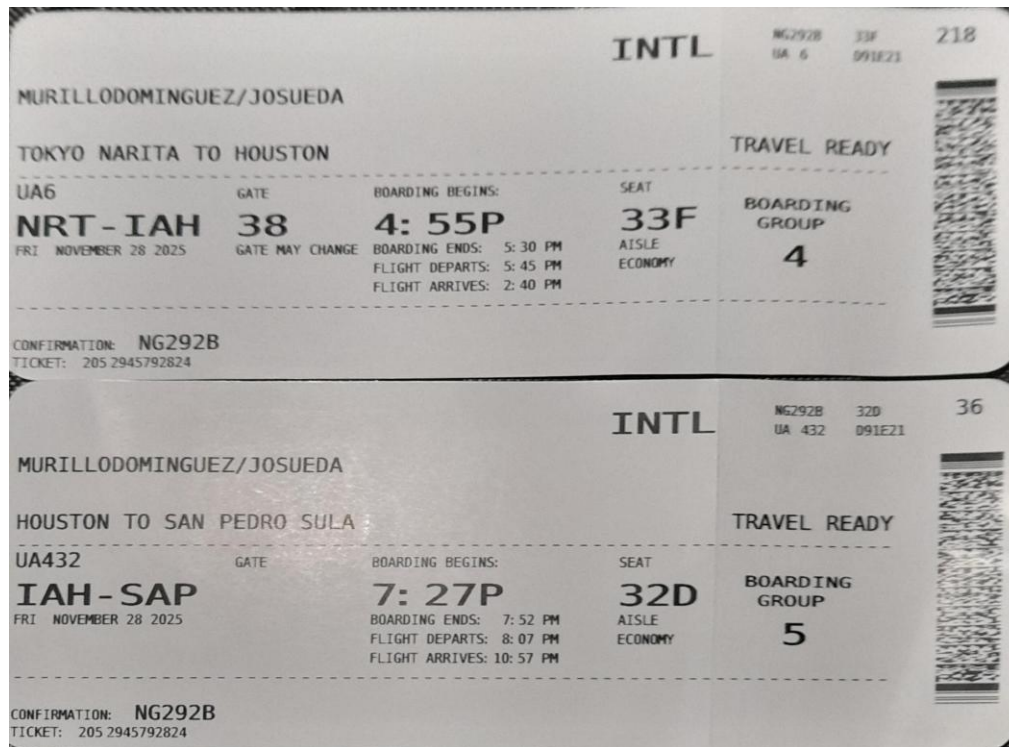 INTL
NG292B 33F 218
UA 6 D91E21
MURILLODOMINGUEZ/JOSUEDA
TOKYO NARITA TO HOUSTON
TRAVEL READY
UA6 GATE BOARDING BEGINS: SEAT
NRT-IAH 38 4:55P 33F BOARDING GROUP
FRI NOVEMBER 28 2025 GATE MAY CHANGE BOARDING ENDS: 5:30 PM AISLE 4
FLIGHT DEPARTS: 5:45 PM ECONOMY
FLIGHT ARRIVES: 2:40 PM
CONFIRMATION: NG292B
TICKET: 205 2945792824
INTL
NG292B 32D 36
UA 432 D91E21
MURILLODOMINGUEZ/JOSUEDA
HOUSTON TO SAN PEDRO SULA
TRAVEL READY
UA432 GATE BOARDING BEGINS: SEAT
IAH-SAP 7:27P 32D BOARDING GROUP
FRI NOVEMBER 28 2025 BOARDING ENDS: 7:52 PM AISLE 5
FLIGHT DEPARTS: 8:07 PM ECONOMY
FLIGHT ARRIVES: 10:57 PM
CONFIRMATION: NG292B
TICKET: 205 2945792824